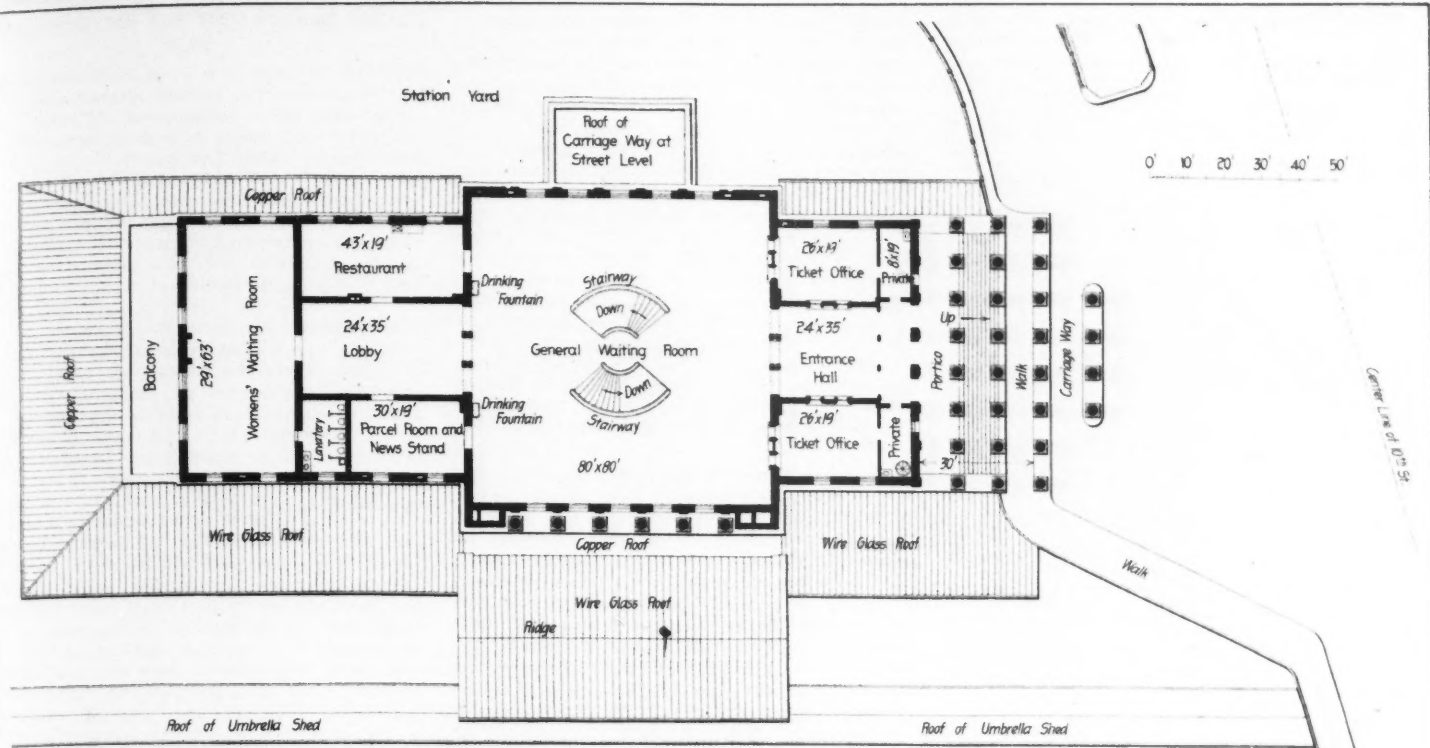 Station Yard
Roof of
Carriage Way at
Street Level
0' 10' 20' 30' 40' 50'
Copper Roof
43'x19'
Restaurant
Drinking
Fountain
Stairway
Down
26'x19'
Ticket Office
8'x19'
Private
Copper Roof
Balcony
29'x63'
Womens' Waiting Room
24'x35'
Lobby
General Waiting Room
24'x35'
Entrance
Hall
Up
Portico
Walk
Carriage Way
Center Line of 10th St.
Lavatory
30'x19'
Parcel Room and
News Stand
Drinking
Fountain
Down
Stairway
80'x80'
26'x19'
Ticket Office
Private
30'
Wire Glass Roof
Copper Roof
Wire Glass Roof
Walk
Wire Glass Roof
Ridge
Roof of Umbrella Shed
Roof of Umbrella Shed